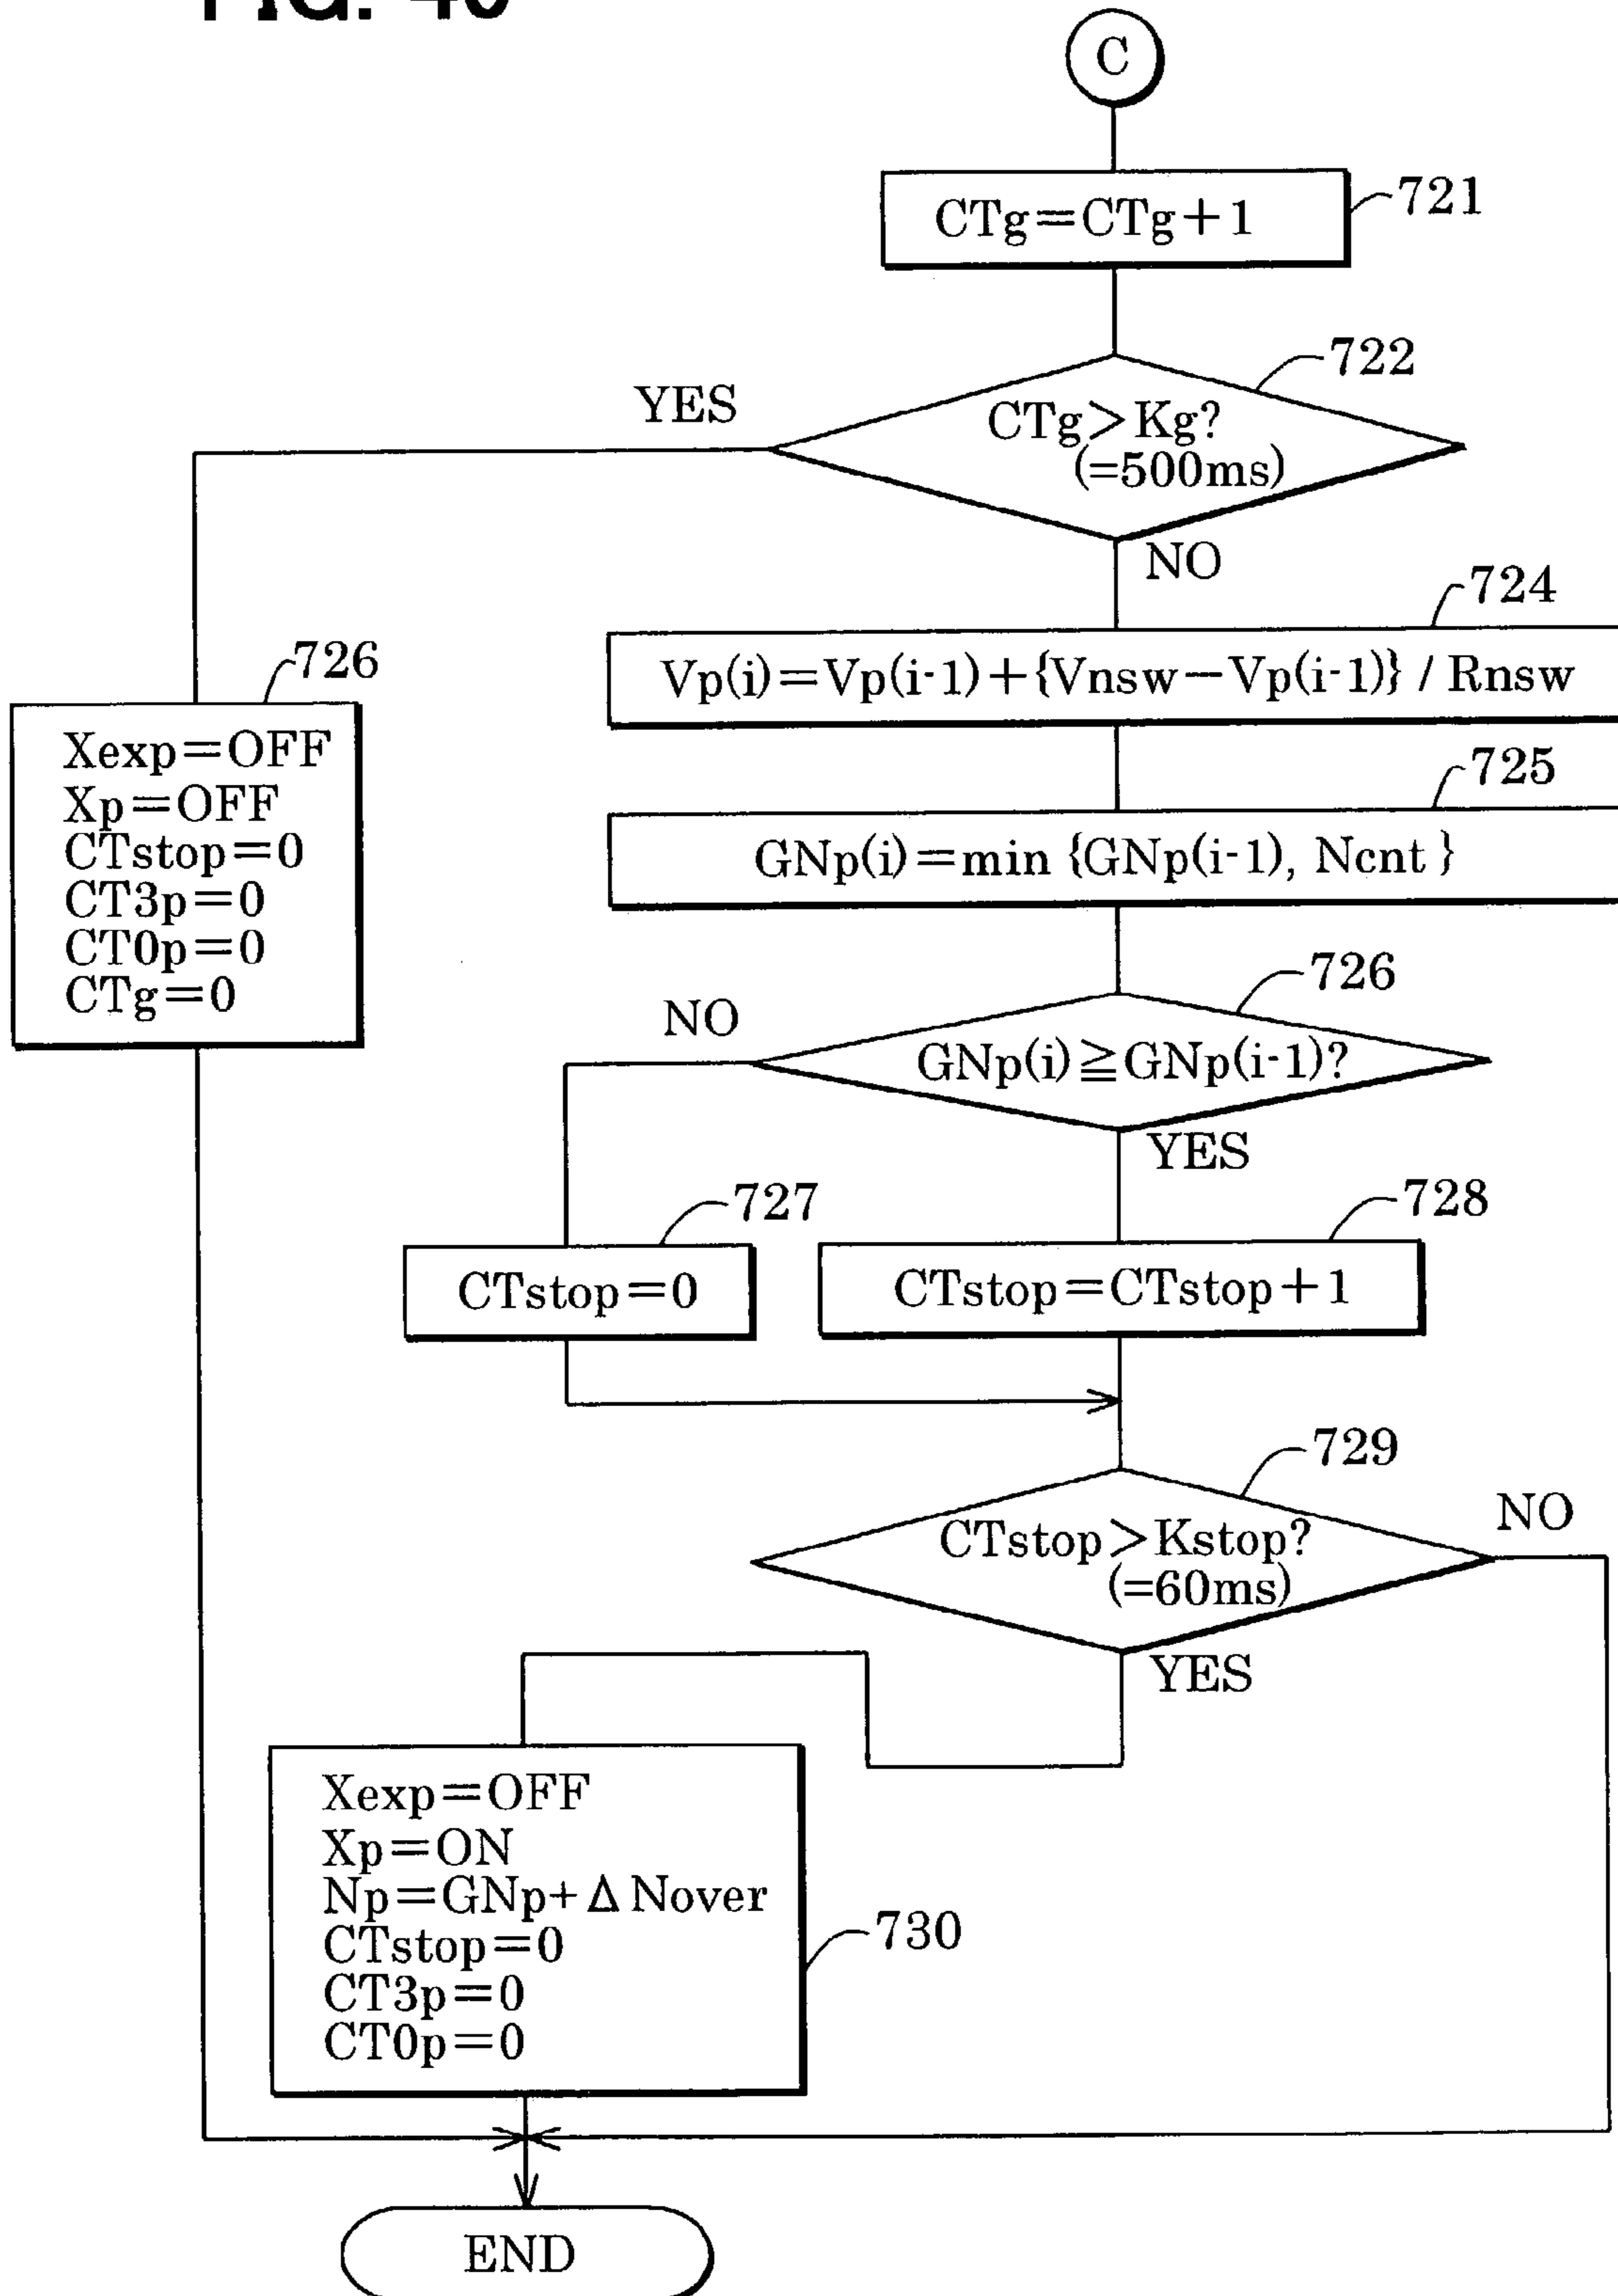 FIG. 40
C
CTg=CTg+1
721
722
YES
CTg>Kg?
(=500ms)
NO
724
Vp(i)=Vp(i-1)+{Vnsw-Vp(i-1)} / Rnsw
726
Xexp=OFF
Xp=OFF
CTstop=0
CT3p=0
CT0p=0
CTg=0
725
GNp(i)=min {GNp(i-1), Ncnt }
726
NO
GNp(i)≧GNp(i-1)?
YES
727
CTstop=0
728
CTstop=CTstop+1
729
NO
CTstop>Kstop?
(=60ms)
YES
Xexp=OFF
Xp=ON
Np=GNp+Δ Nover
CTstop=0
CT3p=0
CT0p=0
730
END